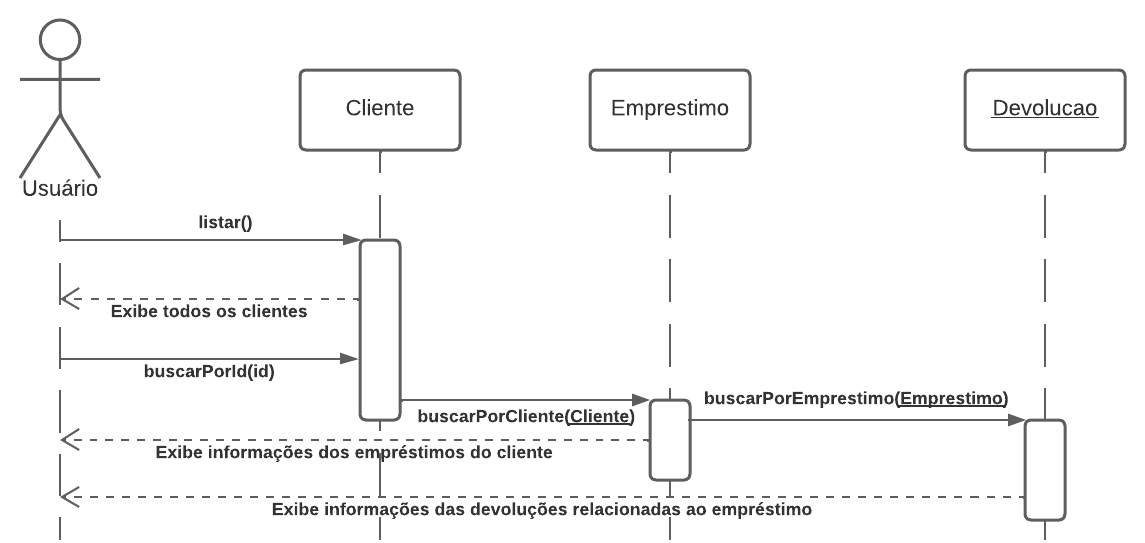 Cliente
Emprestimo
Devolucao
Usuário
listar()
Exibe todos os clientes
buscarPorId(id)
buscarPorCliente(Cliente)
buscarPorEmprestimo(Emprestimo)
Exibe informações dos empréstimos do cliente
Exibe informações das devoluções relacionadas ao empréstimo